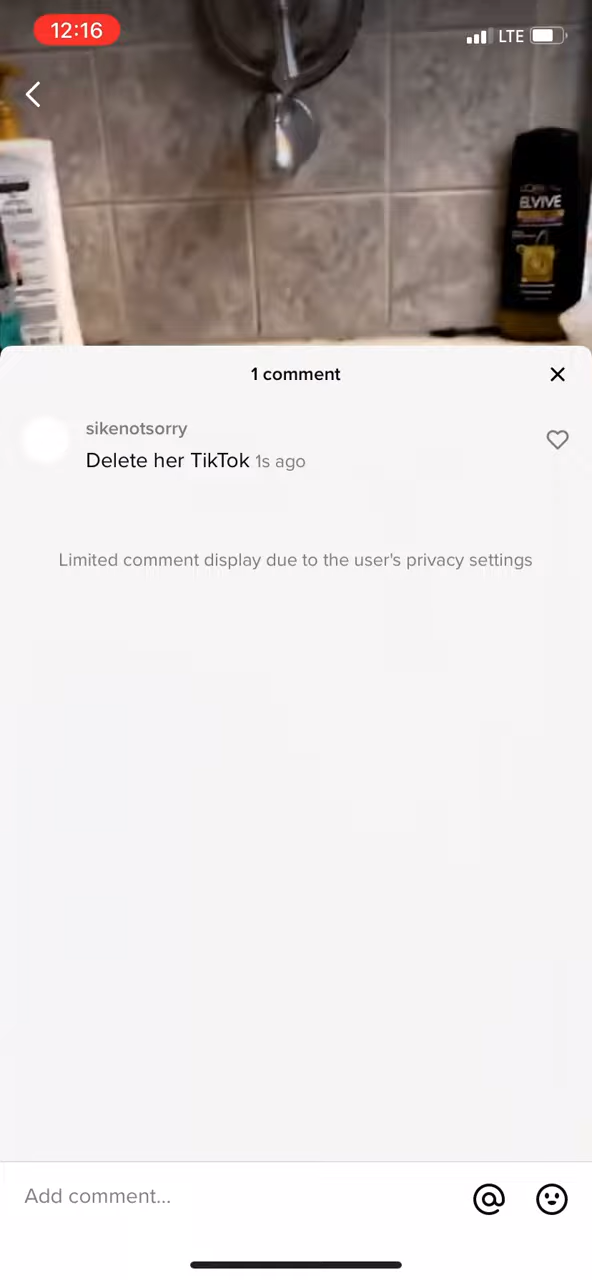 12:16
LTE
ELVIVE
1 comment
sikenotsorry
Delete her TikTok 1s ago
Limited comment display due to the user's privacy settings
Add comment...